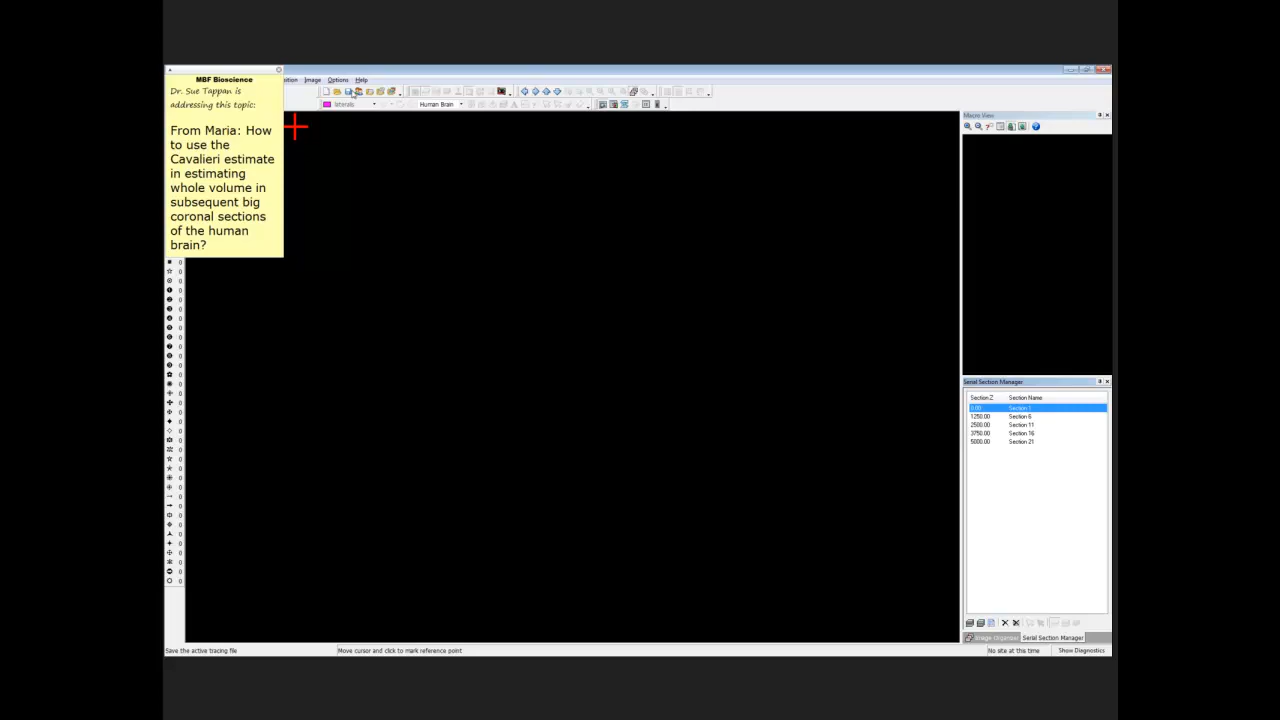 MBF Bioscience
Dr. Sue Tappan is
addressing this topic:
From Maria: How
to use the
Cavalieri estimate
in estimating
whole volume in
subsequent big
coronal sections
of the human
brain?
Image Options Help
Human Brain
Macro View
Serial Section Manager
Section Z Section Name
0.00 Section 1
1250.00 Section 6
2500.00 Section 11
3750.00 Section 16
5000.00 Section 21
Image Organizer Serial Section Manager
Save the active tracing file Move cursor and click to mark reference point No site at this time Show Diagnostics